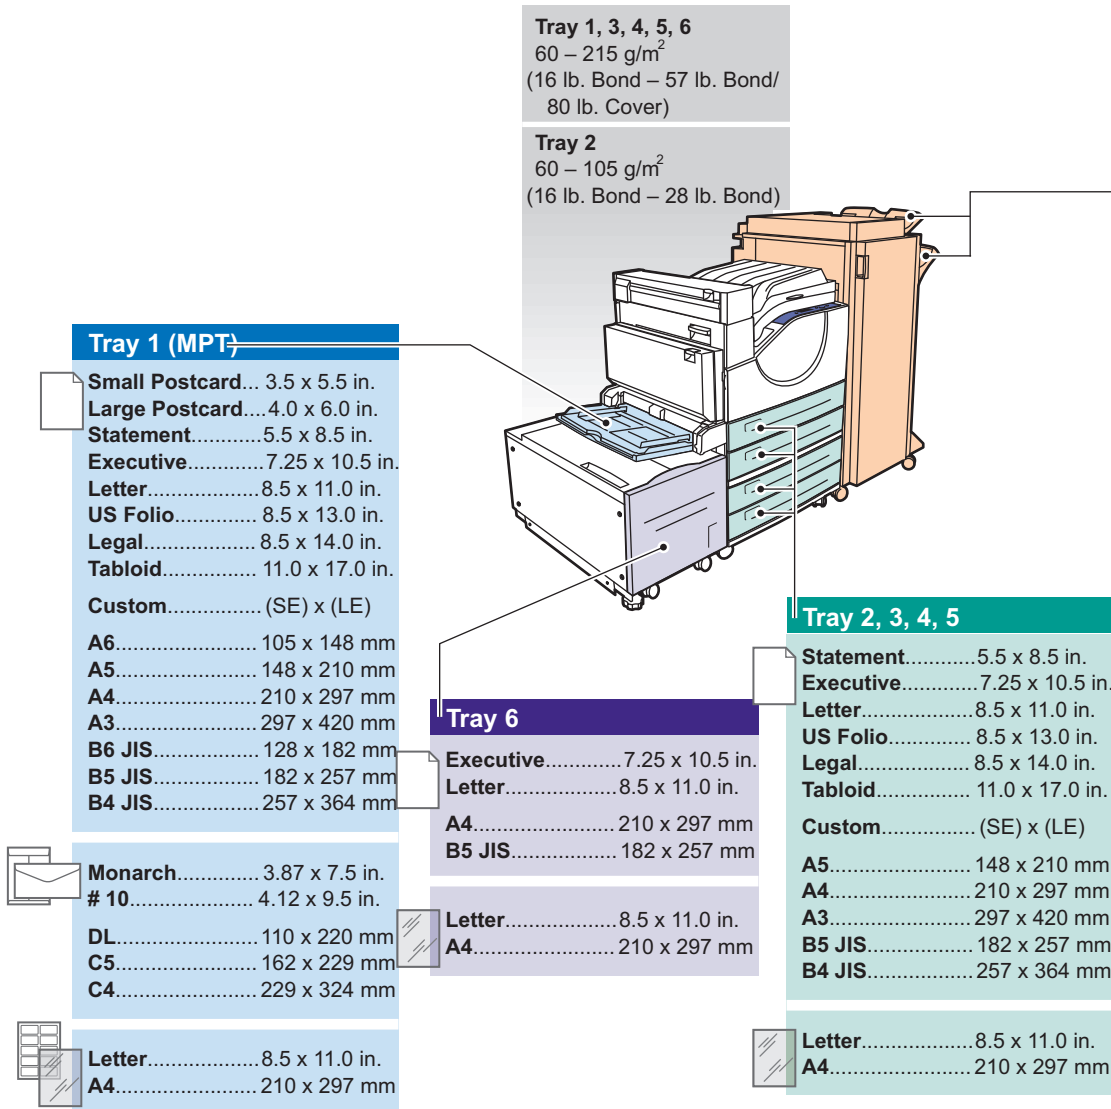 Tray 1, 3, 4, 5, 6
60 – 215 g/m²
(16 lb. Bond – 57 lb. Bond/
80 lb. Cover)
Tray 2
60 – 105 g/m²
(16 lb. Bond – 28 lb. Bond)
Tray 1 (MPT)
Small Postcard... 3.5 x 5.5 in.
Large Postcard....4.0 x 6.0 in.
Statement............5.5 x 8.5 in.
Executive.............7.25 x 10.5 in.
Letter...................8.5 x 11.0 in.
US Folio.............. 8.5 x 13.0 in.
Legal................... 8.5 x 14.0 in.
Tabloid................ 11.0 x 17.0 in.
Custom................ (SE) x (LE)
A6........................ 105 x 148 mm
A5........................ 148 x 210 mm
A4........................ 210 x 297 mm
A3........................ 297 x 420 mm
B6 JIS.................. 128 x 182 mm
B5 JIS.................. 182 x 257 mm
B4 JIS.................. 257 x 364 mm
Monarch.............. 3.87 x 7.5 in.
# 10..................... 4.12 x 9.5 in.
DL........................ 110 x 220 mm
C5........................ 162 x 229 mm
C4........................ 229 x 324 mm
Letter...................8.5 x 11.0 in.
A4........................ 210 x 297 mm
Tray 6
Executive.............7.25 x 10.5 in.
Letter...................8.5 x 11.0 in.
A4........................ 210 x 297 mm
B5 JIS.................. 182 x 257 mm
Letter...................8.5 x 11.0 in.
A4........................ 210 x 297 mm
Tray 2, 3, 4, 5
Statement............5.5 x 8.5 in.
Executive.............7.25 x 10.5 in.
Letter...................8.5 x 11.0 in.
US Folio............... 8.5 x 13.0 in.
Legal................... 8.5 x 14.0 in.
Tabloid................. 11.0 x 17.0 in.
Custom................ (SE) x (LE)
A5........................ 148 x 210 mm
A4........................ 210 x 297 mm
A3........................ 297 x 420 mm
B5 JIS.................. 182 x 257 mm
B4 JIS.................. 257 x 364 mm
Letter...................8.5 x 11.0 in.
A4........................ 210 x 297 mm